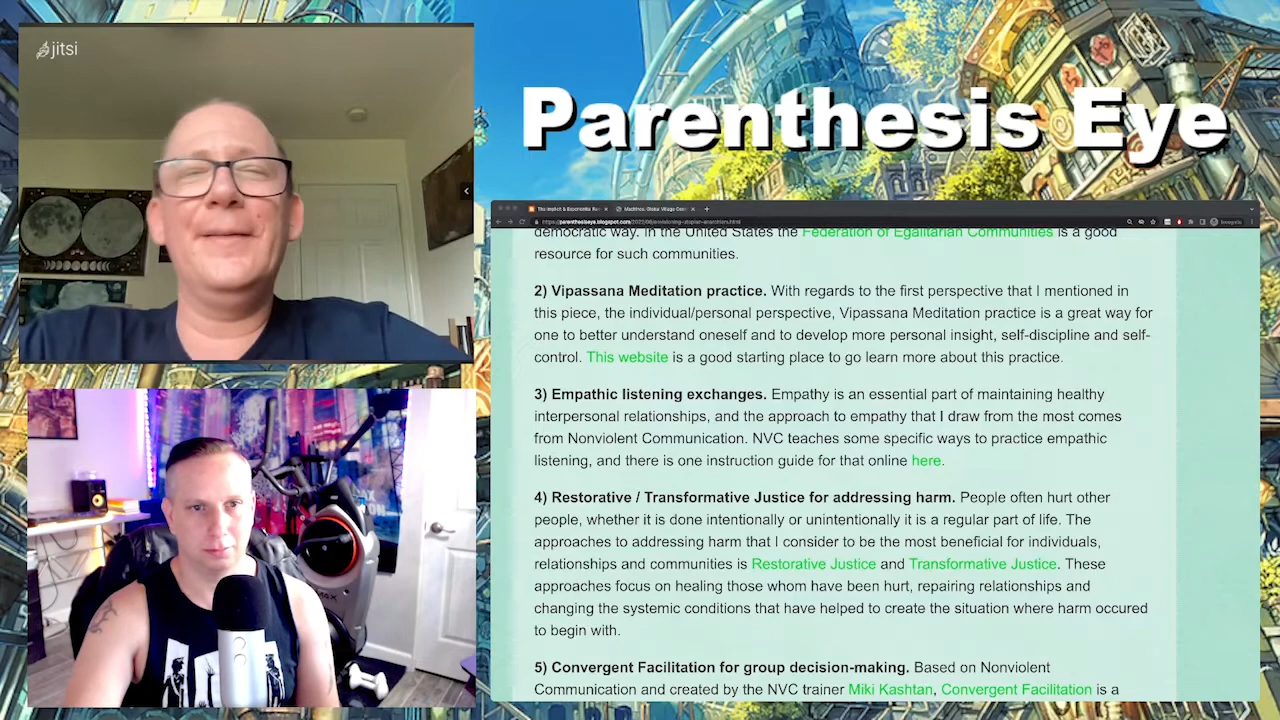 jitsi
Parenthesis Eye
democratic way. In the United States the Federation of Egalitarian Communities is a good
resource for such communities.
2) Vipassana Meditation practice. With regards to the first perspective that I mentioned in
this piece, the individual/personal perspective, Vipassana Meditation practice is a great way for
one to better understand oneself and to develop more personal insight, self-discipline and self-
control. This website is a good starting place to go learn more about this practice.
3) Empathic listening exchanges. Empathy is an essential part of maintaining healthy
interpersonal relationships, and the approach to empathy that I draw from the most comes
from Nonviolent Communication. NVC teaches some specific ways to practice empathic
listening, and there is one instruction guide for that online here.
4) Restorative / Transformative Justice for addressing harm. People often hurt other
people, whether it is done intentionally or unintentionally it is a regular part of life. The
approaches to addressing harm that I consider to be the most beneficial for individuals,
relationships and communities is Restorative Justice and Transformative Justice. These
approaches focus on healing those whom have been hurt, repairing relationships and
changing the systemic conditions that have helped to create the situation where harm occured
to begin with.
5) Convergent Facilitation for group decision-making. Based on Nonviolent
Communication and created by the NVC trainer Miki Kashtan, Convergent Facilitation is a